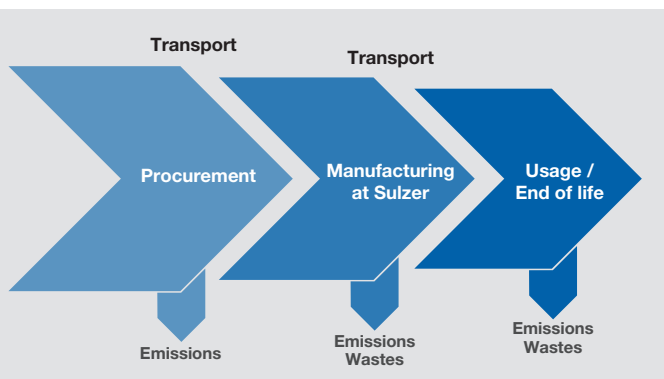 Transport
Transport
Procurement
Manufacturing
at Sulzer
Usage /
End of life
Emissions
Emissions
Wastes
Emissions
Wastes